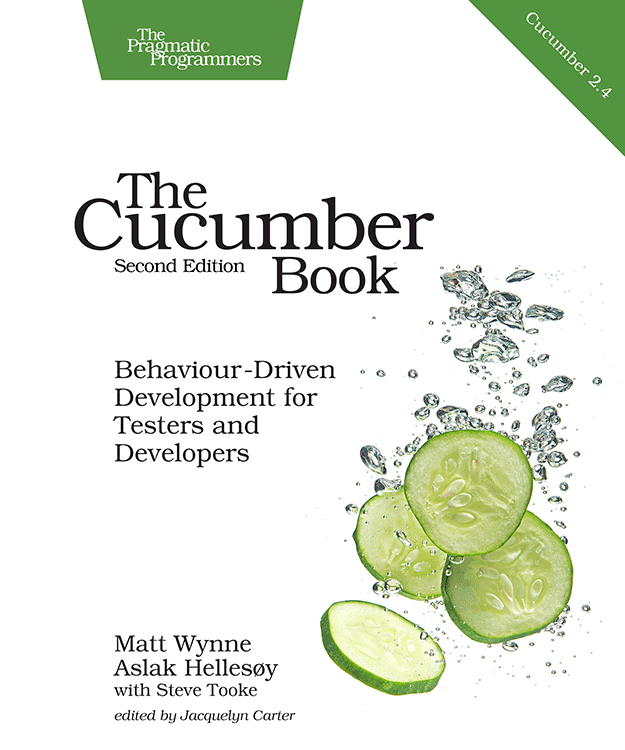 The
Pragmatic
Programmers
Cucumber 2.4
The
Cucumber
Second Edition
Book
Behaviour-Driven
Development for
Testers and
Developers
Matt Wynne
Aslak Hellesøy
with Steve Tooke
edited by Jacquelyn Carter